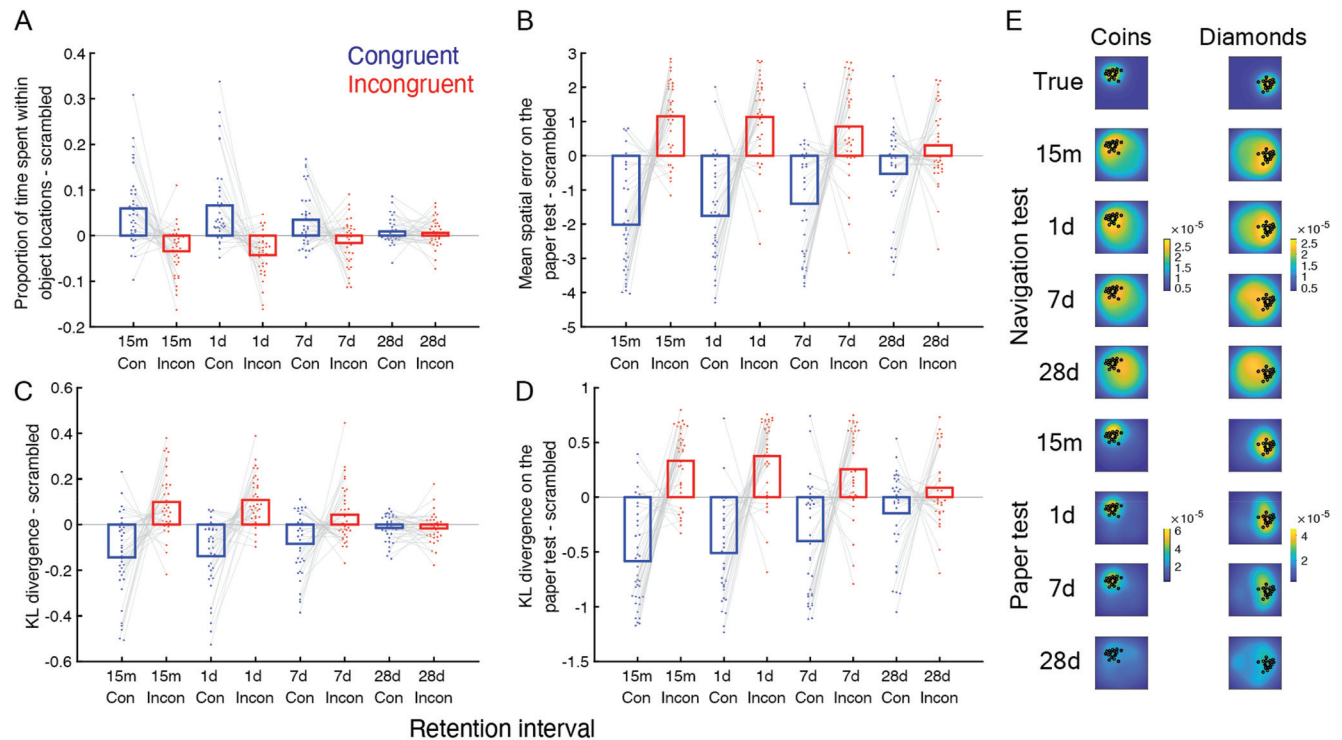 A
0.4
0.3
0.2
0.1
0
-0.1
-0.2
Proportion of time spent within
object locations - scrambled
Congruent
Incongruent
15m 15m 1d 1d 7d 7d 28d 28d
Con Incon Con Incon Con Incon Con Incon
B
3
2
1
0
-1
-2
-3
-4
-5
Mean spatial error on the
paper test - scrambled
15m 15m 1d 1d 7d 7d 28d 28d
Con Incon Con Incon Con Incon Con Incon
C
0.6
0.4
0.2
0
-0.2
-0.4
-0.6
KL divergence - scrambled
15m 15m 1d 1d 7d 7d 28d 28d
Con Incon Con Incon Con Incon Con Incon
D
1
0.5
0
-0.5
-1
-1.5
KL divergence on the
paper test - scrambled
15m 15m 1d 1d 7d 7d 28d 28d
Con Incon Con Incon Con Incon Con Incon
Retention interval
E
Coins Diamonds
True
Navigation test
15m
1d
×10⁻⁵ ×10⁻⁵
2.5 2.5
2 2
1.5 1.5
1 1
0.5 0.5
7d
28d
Paper test
15m
1d
×10⁻⁵ ×10⁻⁵
6 4
4 2
2
7d
28d